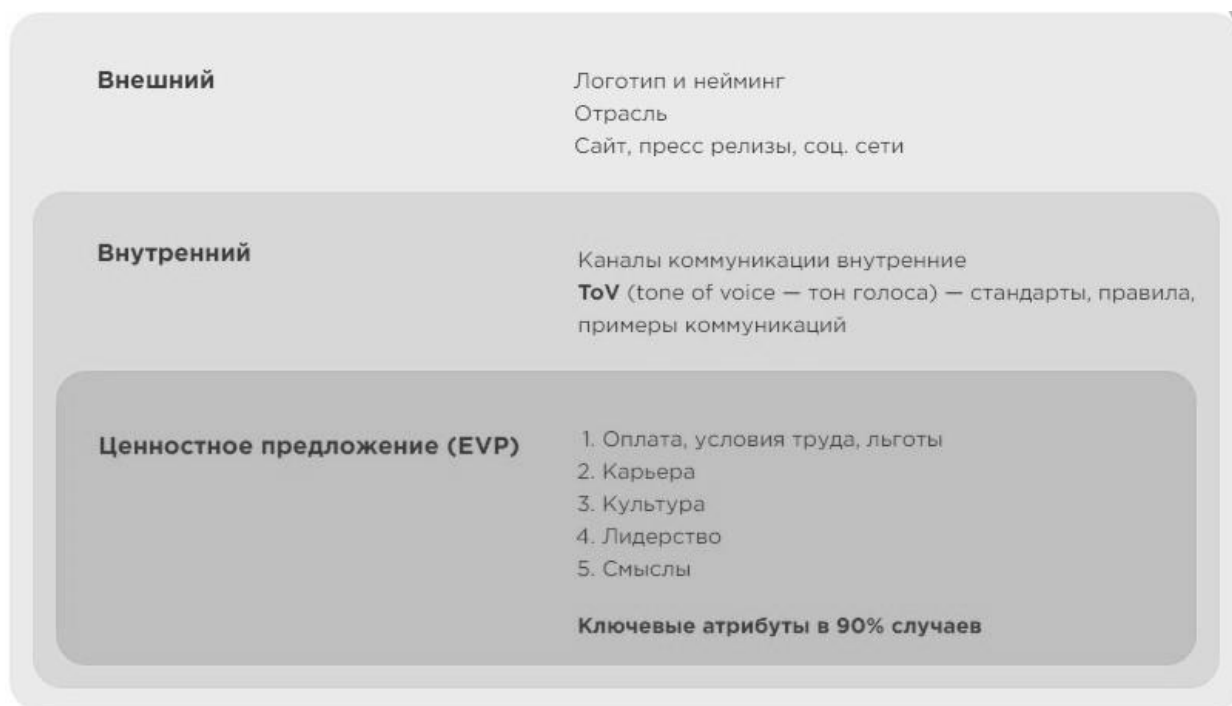 Внешний
Логотип и нейминг
Отрасль
Сайт, пресс релизы, соц. сети
Внутренний
Каналы коммуникации внутренние
ToV (tone of voice — тон голоса) — стандарты, правила,
примеры коммуникаций
Ценностное предложение (EVP)
1. Оплата, условия труда, льготы
2. Карьера
3. Культура
4. Лидерство
5. Смыслы
Ключевые атрибуты в 90% случаев